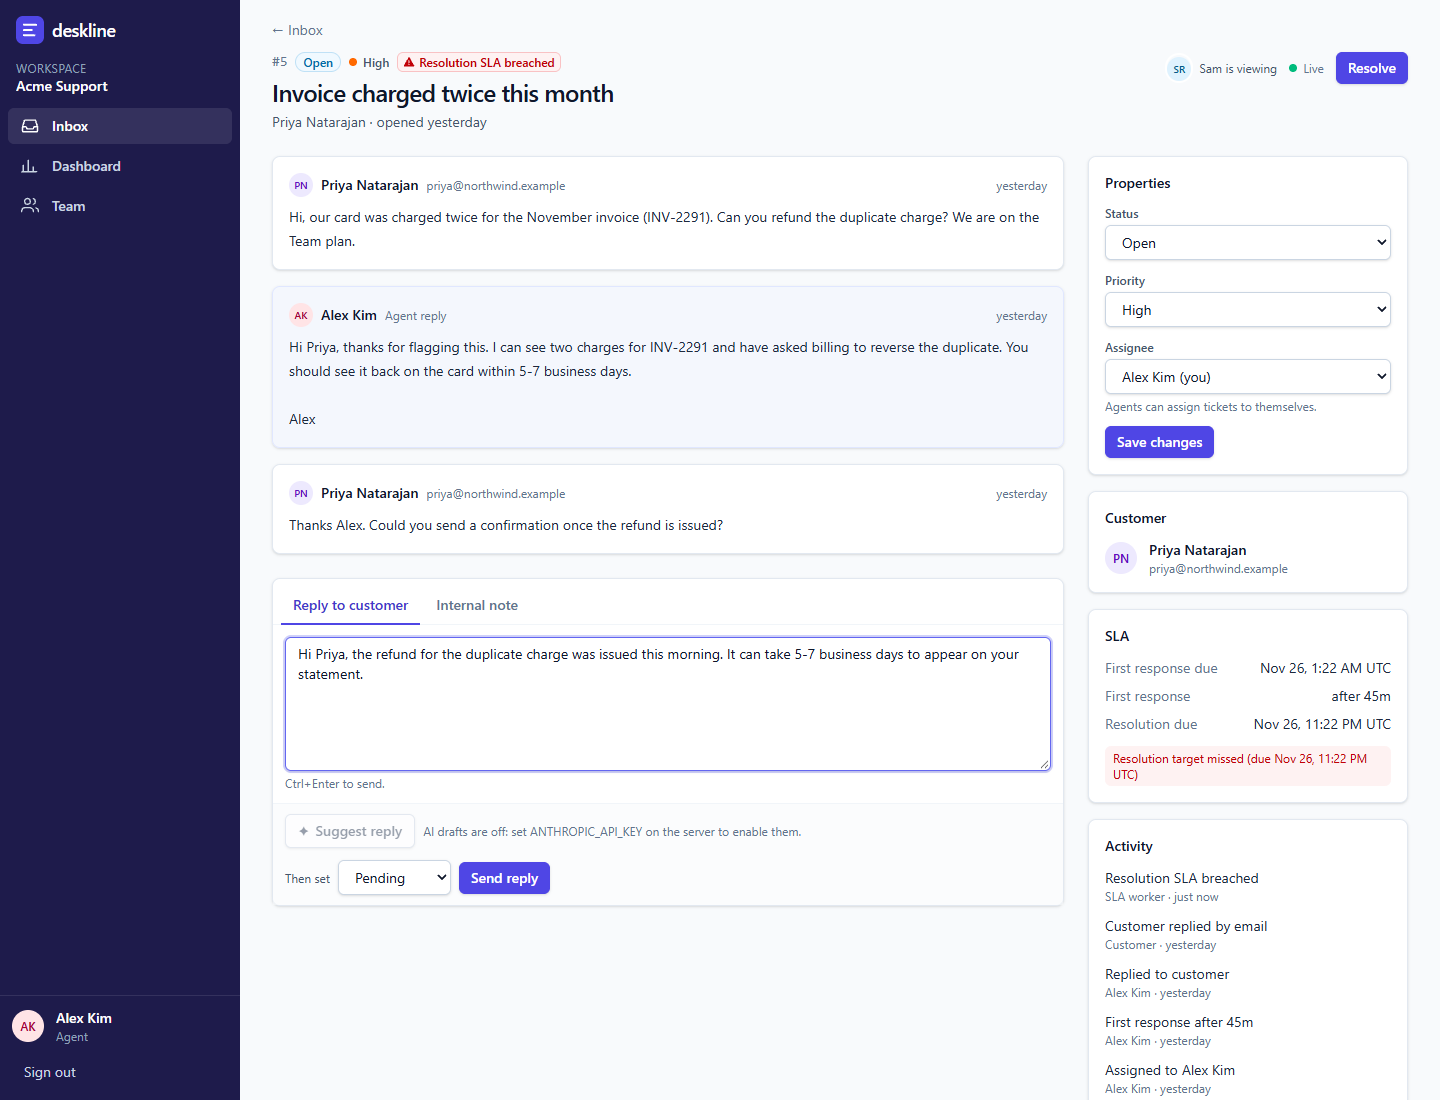 deskline
WORKSPACE
Acme Support
Inbox
Dashboard
Team
AK
Alex Kim
Agent
Sign out
← Inbox
#5 Open High Resolution SLA breached
Invoice charged twice this month
Priya Natarajan · opened yesterday
SR Sam is viewing Live Resolve
PN Priya Natarajan priya@northwind.example yesterday
Hi, our card was charged twice for the November invoice (INV-2291). Can you refund the duplicate charge? We are on the
Team plan.
AK Alex Kim Agent reply yesterday
Hi Priya, thanks for flagging this. I can see two charges for INV-2291 and have asked billing to reverse the duplicate. You
should see it back on the card within 5-7 business days.
Alex
PN Priya Natarajan priya@northwind.example yesterday
Thanks Alex. Could you send a confirmation once the refund is issued?
Reply to customer Internal note
Hi Priya, the refund for the duplicate charge was issued this morning. It can take 5-7 business days to appear on your
statement.
Ctrl+Enter to send.
✦ Suggest reply AI drafts are off: set ANTHROPIC_API_KEY on the server to enable them.
Then set Pending Send reply
Properties
Status
Open
Priority
High
Assignee
Alex Kim (you)
Agents can assign tickets to themselves.
Save changes
Customer
PN
Priya Natarajan
priya@northwind.example
SLA
First response due Nov 26, 1:22 AM UTC
First response after 45m
Resolution due Nov 26, 11:22 PM UTC
Resolution target missed (due Nov 26, 11:22 PM
UTC)
Activity
Resolution SLA breached
SLA worker · just now
Customer replied by email
Customer · yesterday
Replied to customer
Alex Kim · yesterday
First response after 45m
Alex Kim · yesterday
Assigned to Alex Kim
Alex Kim · yesterday